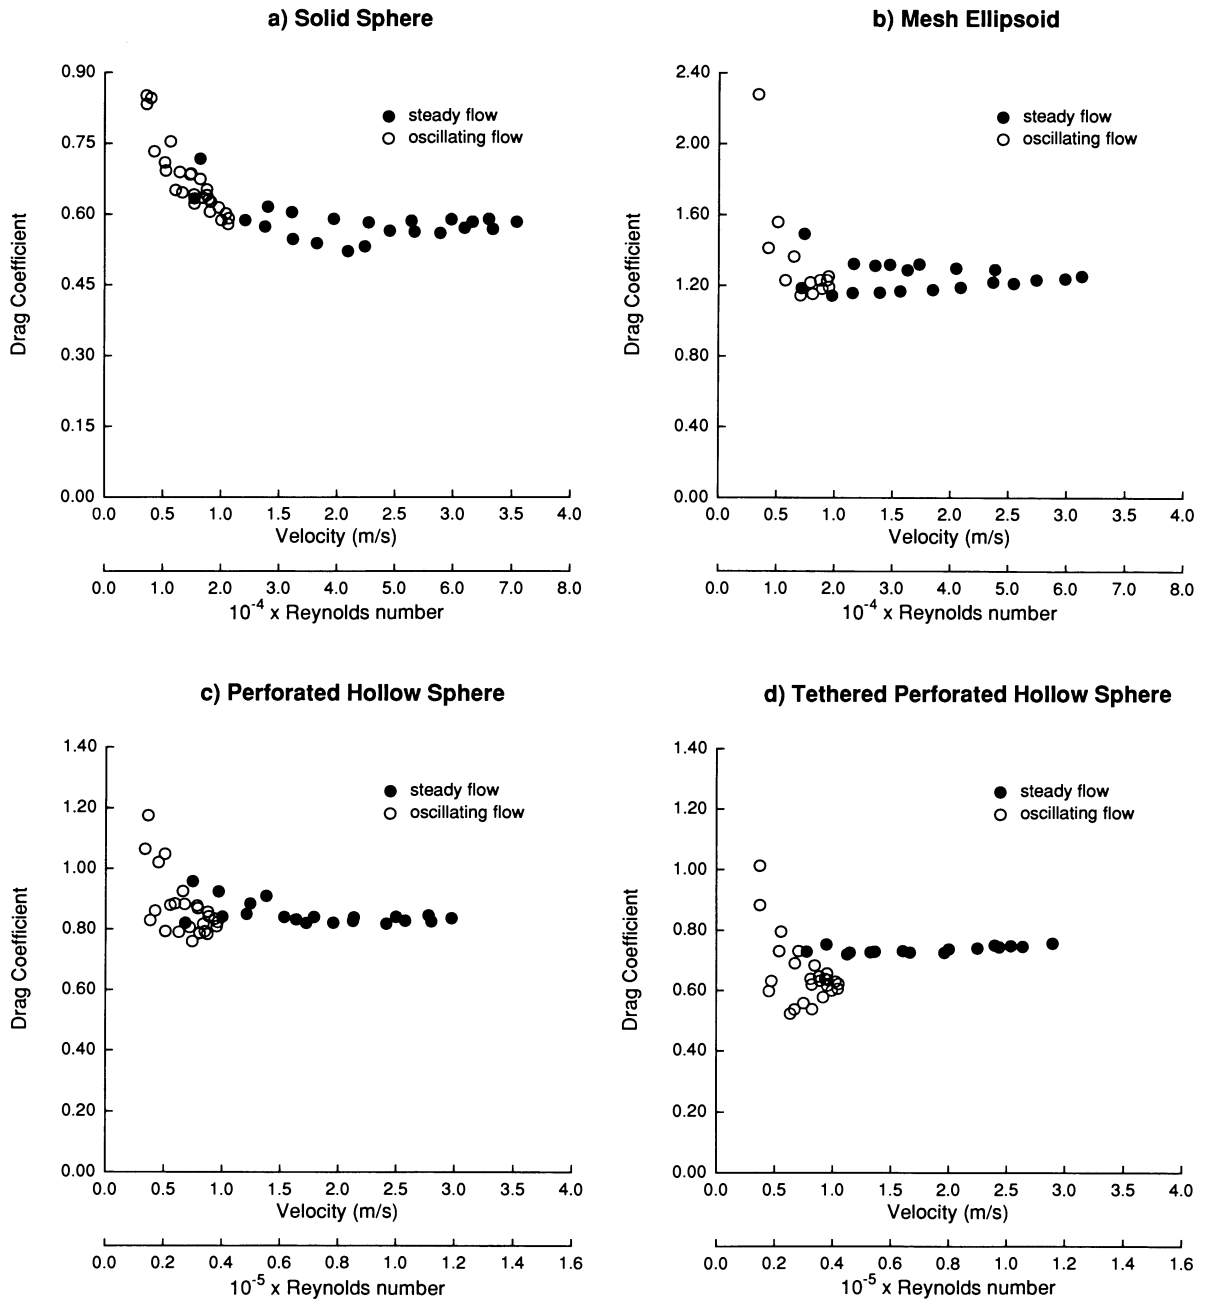 a) Solid Sphere
Drag Coefficient
0.90
0.75
0.60
0.45
0.30
0.15
0.00
steady flow
oscillating flow
0.0 0.5 1.0 1.5 2.0 2.5 3.0 3.5 4.0
Velocity (m/s)
0.0 1.0 2.0 3.0 4.0 5.0 6.0 7.0 8.0
10⁻⁴ x Reynolds number
b) Mesh Ellipsoid
Drag Coefficient
2.40
2.00
1.60
1.20
0.80
0.40
0.00
steady flow
oscillating flow
0.0 0.5 1.0 1.5 2.0 2.5 3.0 3.5 4.0
Velocity (m/s)
0.0 1.0 2.0 3.0 4.0 5.0 6.0 7.0 8.0
10⁻⁴ x Reynolds number
c) Perforated Hollow Sphere
Drag Coefficient
1.40
1.20
1.00
0.80
0.60
0.40
0.20
0.00
steady flow
oscillating flow
0.0 0.5 1.0 1.5 2.0 2.5 3.0 3.5 4.0
Velocity (m/s)
0.0 0.2 0.4 0.6 0.8 1.0 1.2 1.4 1.6
10⁻⁵ x Reynolds number
d) Tethered Perforated Hollow Sphere
Drag Coefficient
1.40
1.20
1.00
0.80
0.60
0.40
0.20
0.00
steady flow
oscillating flow
0.0 0.5 1.0 1.5 2.0 2.5 3.0 3.5 4.0
Velocity (m/s)
0.0 0.2 0.4 0.6 0.8 1.0 1.2 1.4 1.6
10⁻⁵ x Reynolds number